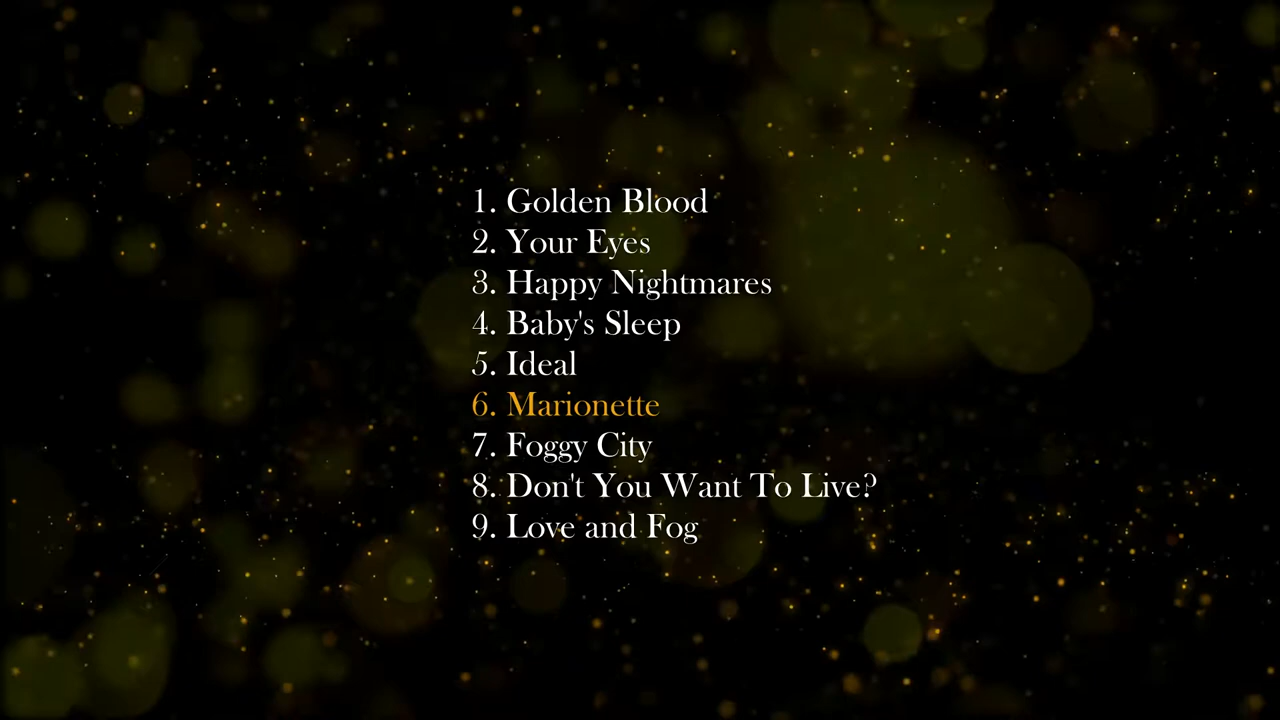 1. Golden Blood
2. Your Eyes
3. Happy Nightmares
4. Baby's Sleep
5. Ideal
6. Marionette
7. Foggy City
8. Don't You Want To Live?
9. Love and Fog